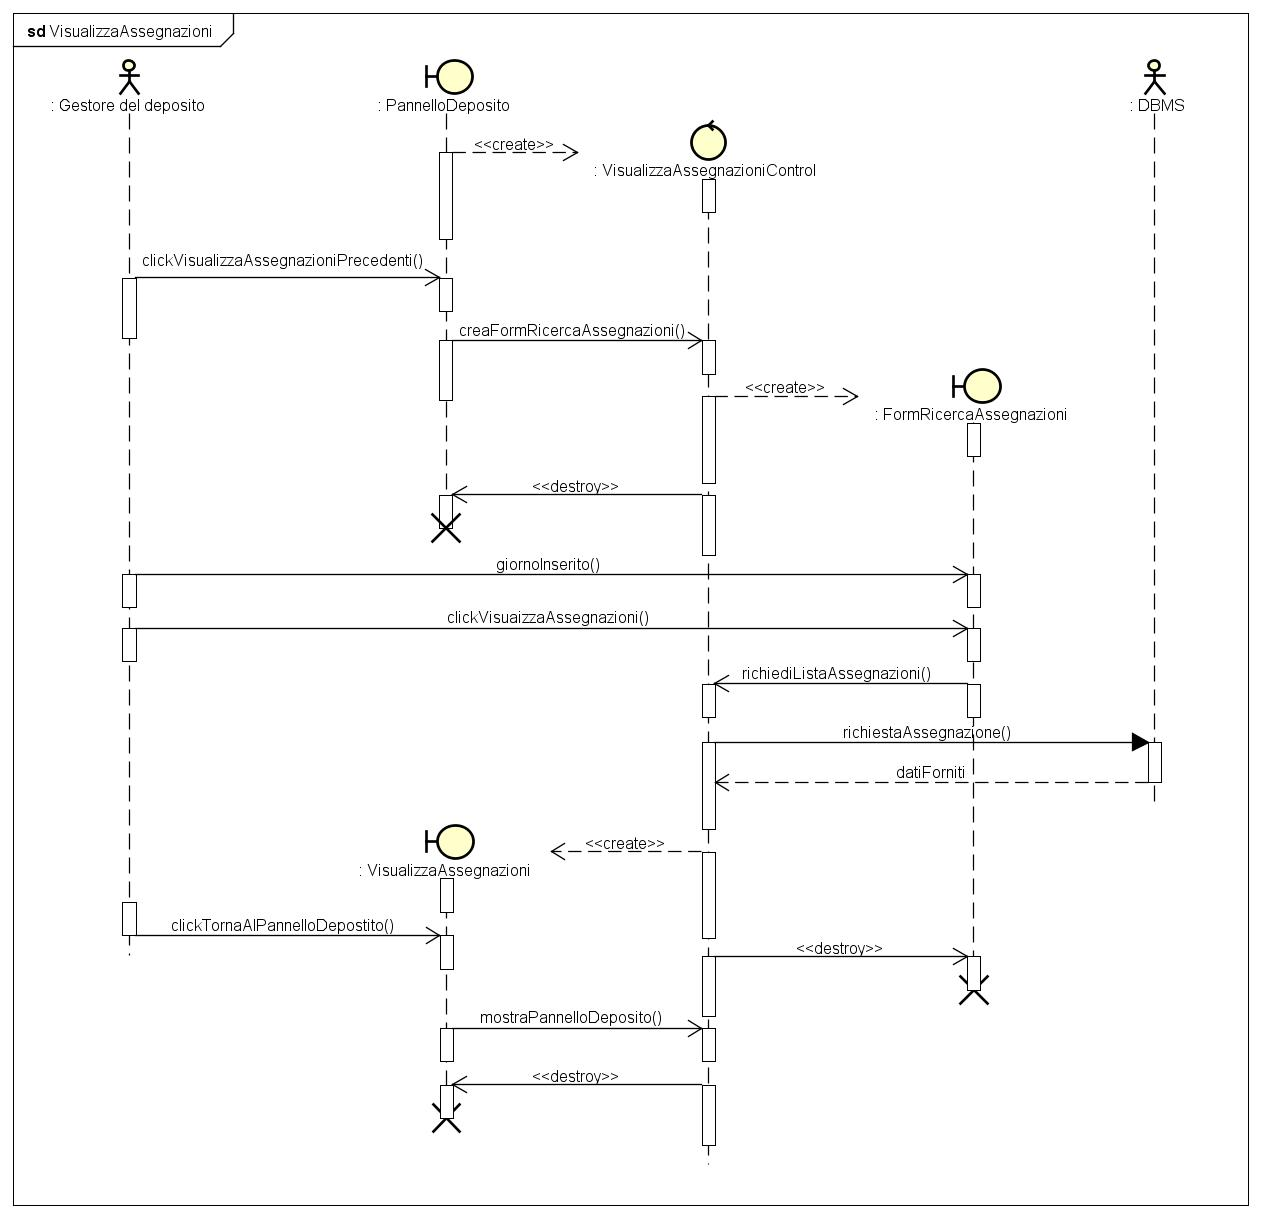 sd VisualizzaAssegnazioni
: Gestore del deposito
: PannelloDeposito
: DBMS
<<create>>
: VisualizzaAssegnazioniControl
clickVisualizzaAssegnazioniPrecedenti()
creaFormRicercaAssegnazioni()
<<create>>
: FormRicercaAssegnazioni
<<destroy>>
giornoInserito()
clickVisuaizzaAssegnazioni()
richiediListaAssegnazioni()
richiestaAssegnazione()
datiForniti
<<create>>
: VisualizzaAssegnazioni
clickTornaAlPannelloDepostito()
<<destroy>>
mostraPannelloDeposito()
<<destroy>>